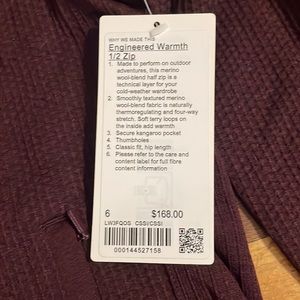 WHY WE MADE THIS
Engineered Warmth
1/2 Zip
1. Made to perform on outdoor
adventures, this merino
wool-blend half zip is a
technical layer for your
cold-weather wardrobe
2. Smoothly textured merino
wool-blend fabric is naturally
thermoregulating and four-way
stretch. Soft terry loops on
the inside add warmth
3. Secure kangaroo pocket
4. Thumbholes
5. Classic fit, hip length
6. Please refer to the care and
content label for full fibre
content information
6 $168.00
LW3FQOS CSSI/CSSI
000144527158